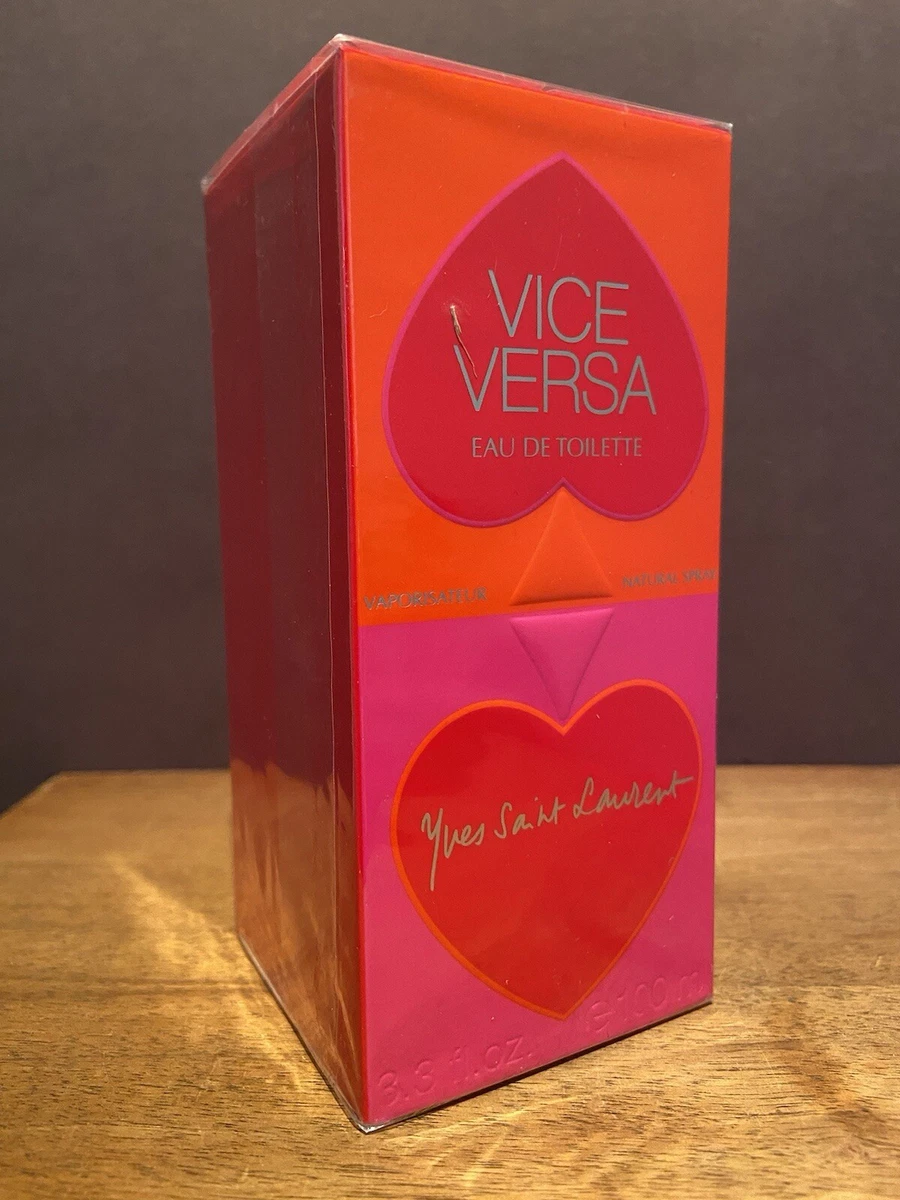 VICE
VERSA
EAU DE TOILETTE
VAPORISATEUR NATURAL SPRAY
Yves Saint Laurent
3.3 fl.oz. e 100 ml